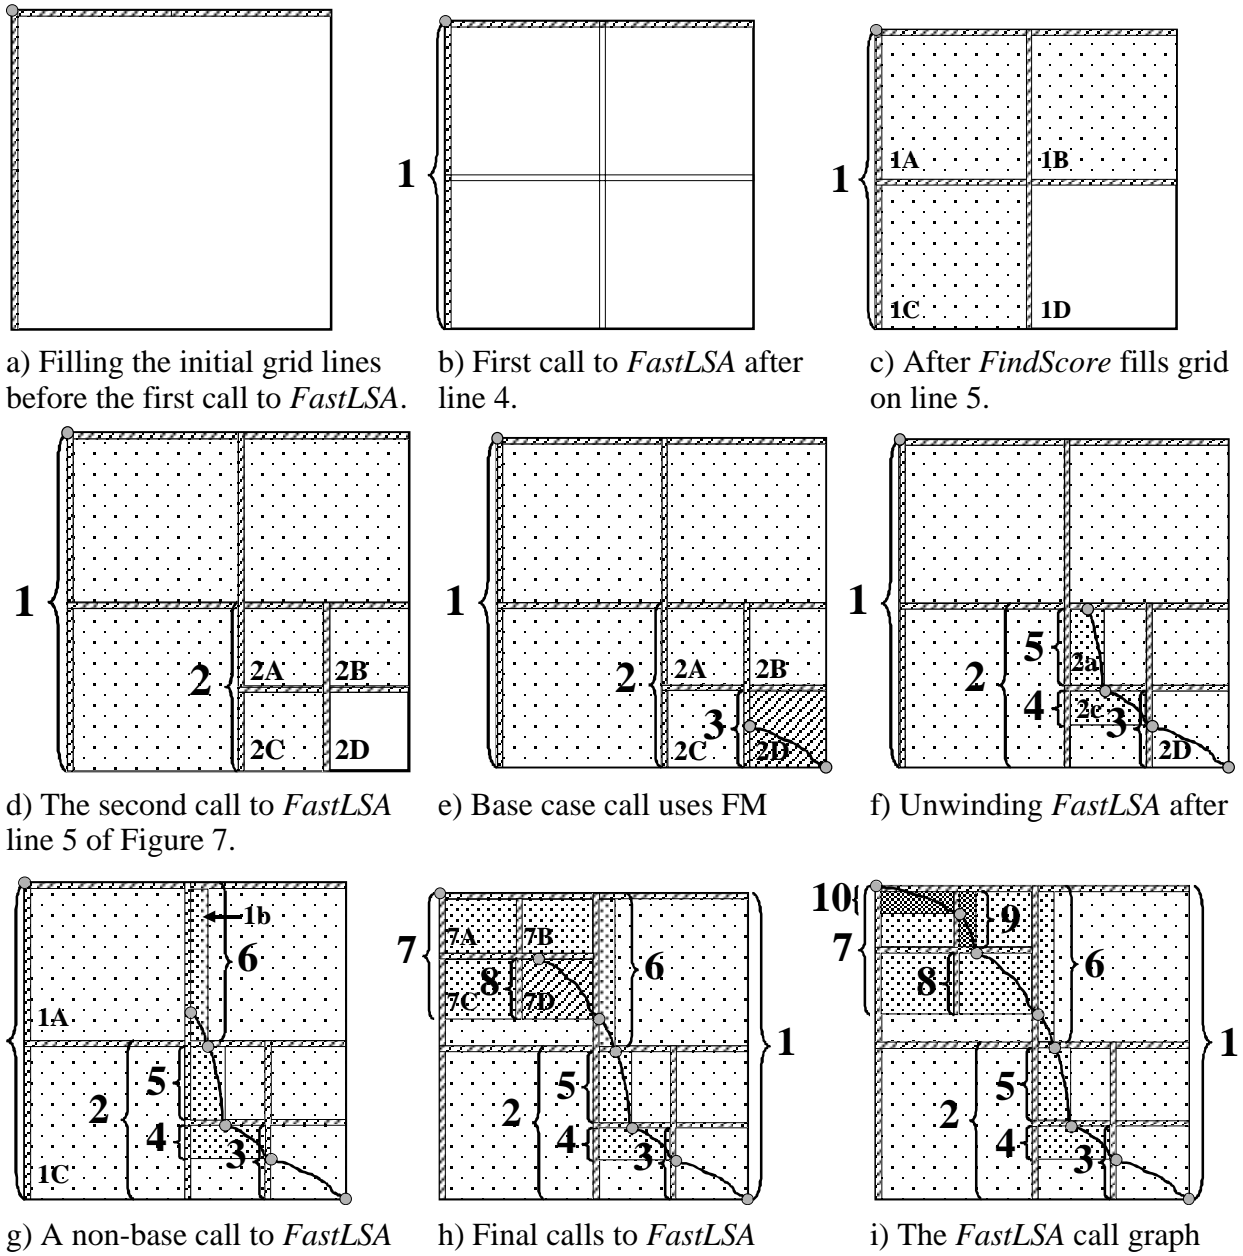 1
1
1A
1B
1C
1D
a) Filling the initial grid lines
before the first call to FastLSA.
b) First call to FastLSA after
line 4.
c) After FindScore fills grid
on line 5.
1
2
2A
2B
2C
2D
1
2
3
2A
2B
2C
2D
1
2
5
4
3
2a
2c
2D
d) The second call to FastLSA
line 5 of Figure 7.
e) Base case call uses FM
f) Unwinding FastLSA after
1b
6
1A
5
2
4
3
1C
7
7A
7B
6
8
7C
7D
1
5
2
4
3
10
9
7
6
8
1
5
2
4
3
g) A non-base call to FastLSA
h) Final calls to FastLSA
i) The FastLSA call graph